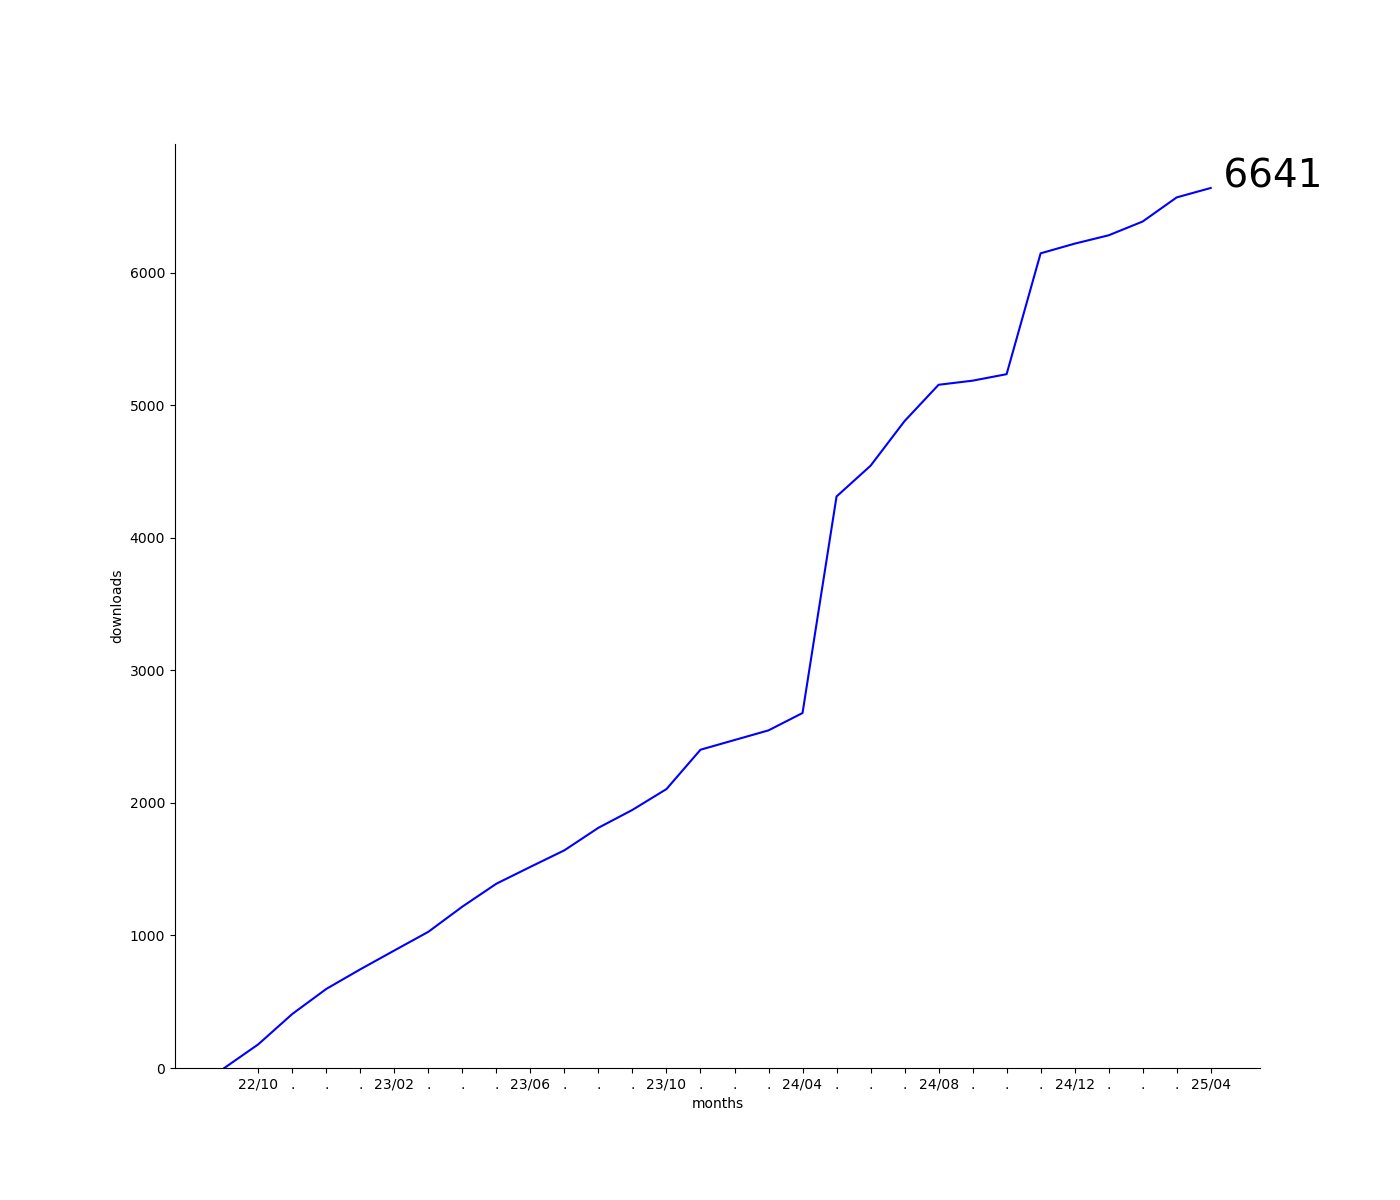 6641
6000
5000
4000
3000
2000
1000
0
downloads
22/10 . . . 23/02 . . . 23/06 . . . 23/10 . . . 24/04 . . . 24/08 . . . 24/12 . . . 25/04
months